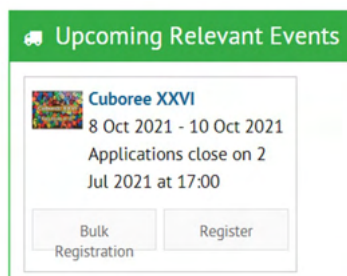 Upcoming Relevant Events
Cuboree XXVI
8 Oct 2021 - 10 Oct 2021
Applications close on 2
Jul 2021 at 17:00
Bulk Register
Registration